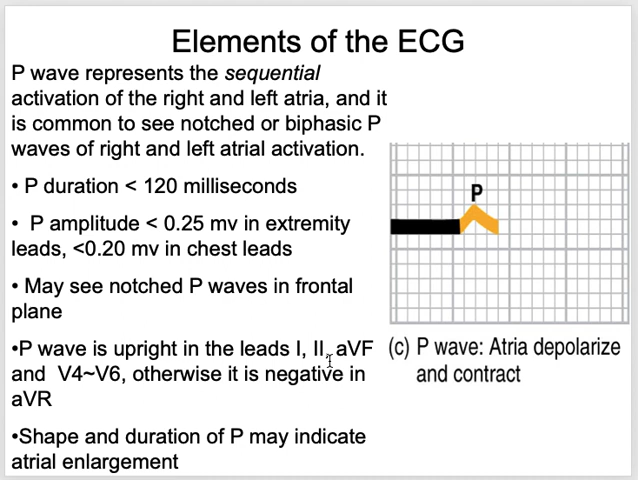 Elements of the ECG
P wave represents the sequential
activation of the right and left atria, and it
is common to see notched or biphasic P
waves of right and left atrial activation.
• P duration < 120 milliseconds
• P amplitude < 0.25 mv in extremity
leads, <0.20 mv in chest leads
• May see notched P waves in frontal
plane
•P wave is upright in the leads I, II, aVF
and V4~V6, otherwise it is negative in
aVR
•Shape and duration of P may indicate
atrial enlargement
P
(c) P wave: Atria depolarize
and contract